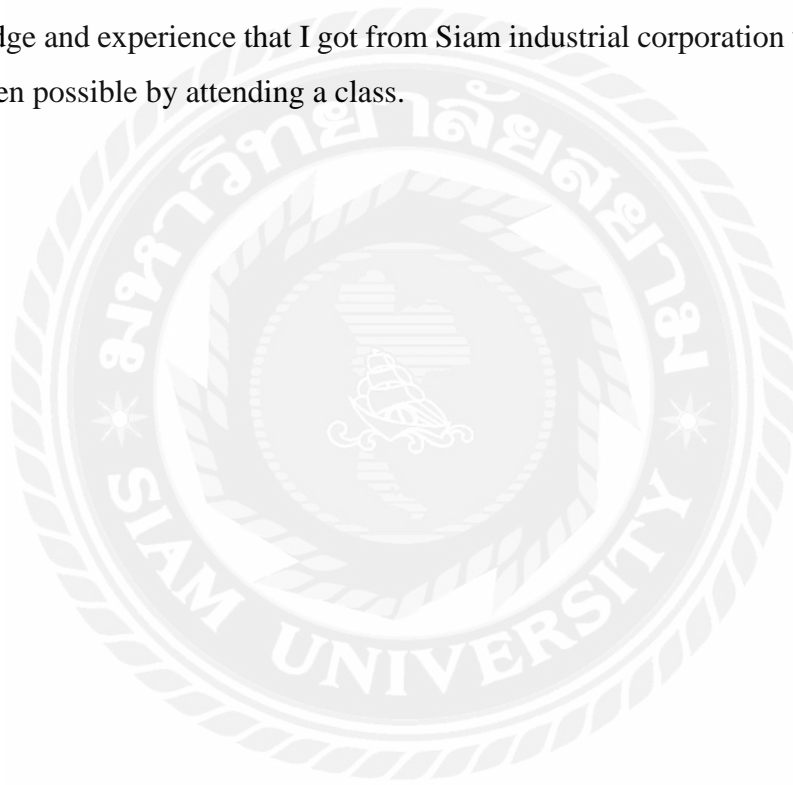 dge and experience that I got from Siam industrial corporation
en possible by attending a class.
มหาวิทยาลัยสยาม
SIAM UNIVERSITY